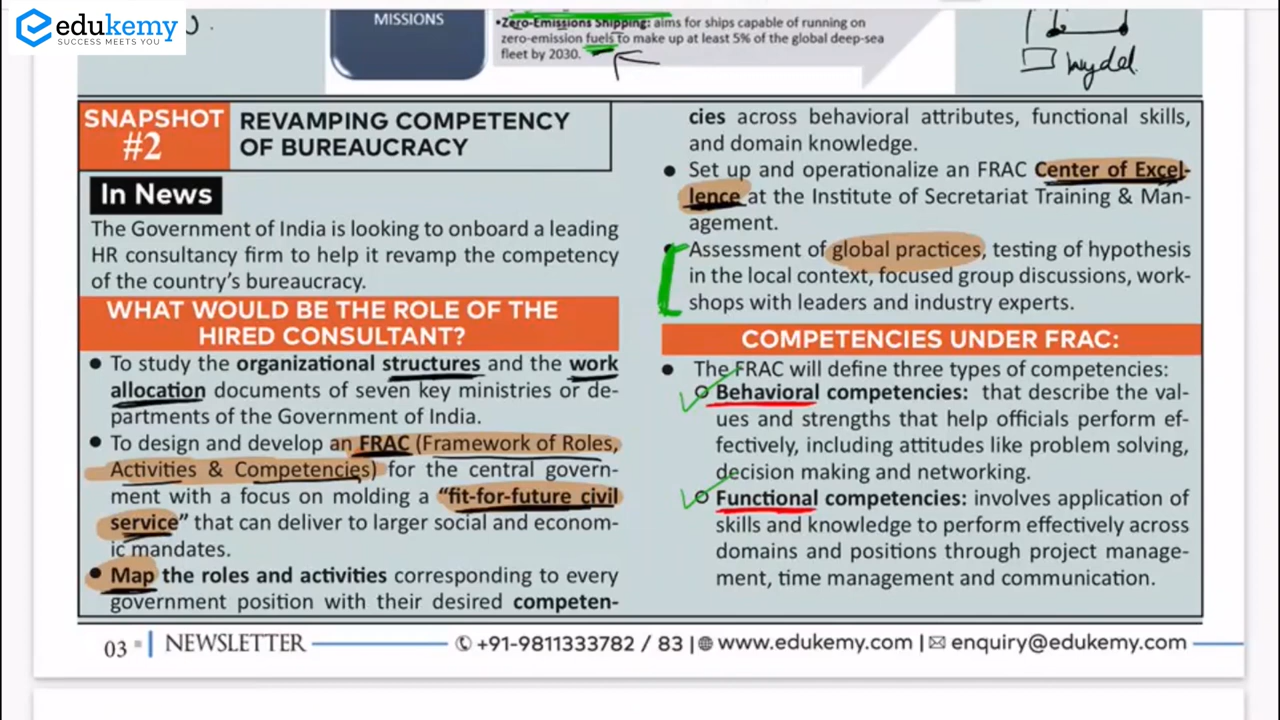 edukemy
SUCCESS MEETS YOU
MISSIONS
•Zero-Emissions Shipping: aims for ships capable of running on
zero-emission fuels to make up at least 5% of the global deep-sea
fleet by 2030.
SNAPSHOT
#2
REVAMPING COMPETENCY
OF BUREAUCRACY
In News
The Government of India is looking to onboard a leading
HR consultancy firm to help it revamp the competency
of the country's bureaucracy.
WHAT WOULD BE THE ROLE OF THE
HIRED CONSULTANT?
● To study the organizational structures and the work
allocation documents of seven key ministries or de-
partments of the Government of India.
● To design and develop an FRAC (Framework of Roles,
Activities & Competencies) for the central govern-
ment with a focus on molding a “fit-for-future civil
service” that can deliver to larger social and econom-
ic mandates.
● Map the roles and activities corresponding to every
government position with their desired competen-
cies across behavioral attributes, functional skills,
and domain knowledge.
● Set up and operationalize an FRAC Center of Excel-
lence at the Institute of Secretariat Training & Man-
agement.
● Assessment of global practices, testing of hypothesis
in the local context, focused group discussions, work-
shops with leaders and industry experts.
COMPETENCIES UNDER FRAC:
● The FRAC will define three types of competencies:
○ Behavioral competencies: that describe the val-
ues and strengths that help officials perform ef-
fectively, including attitudes like problem solving,
decision making and networking.
○ Functional competencies: involves application of
skills and knowledge to perform effectively across
domains and positions through project manage-
ment, time management and communication.
03 NEWSLETTER +91-9811333782 / 83 | www.edukemy.com | enquiry@edukemy.com